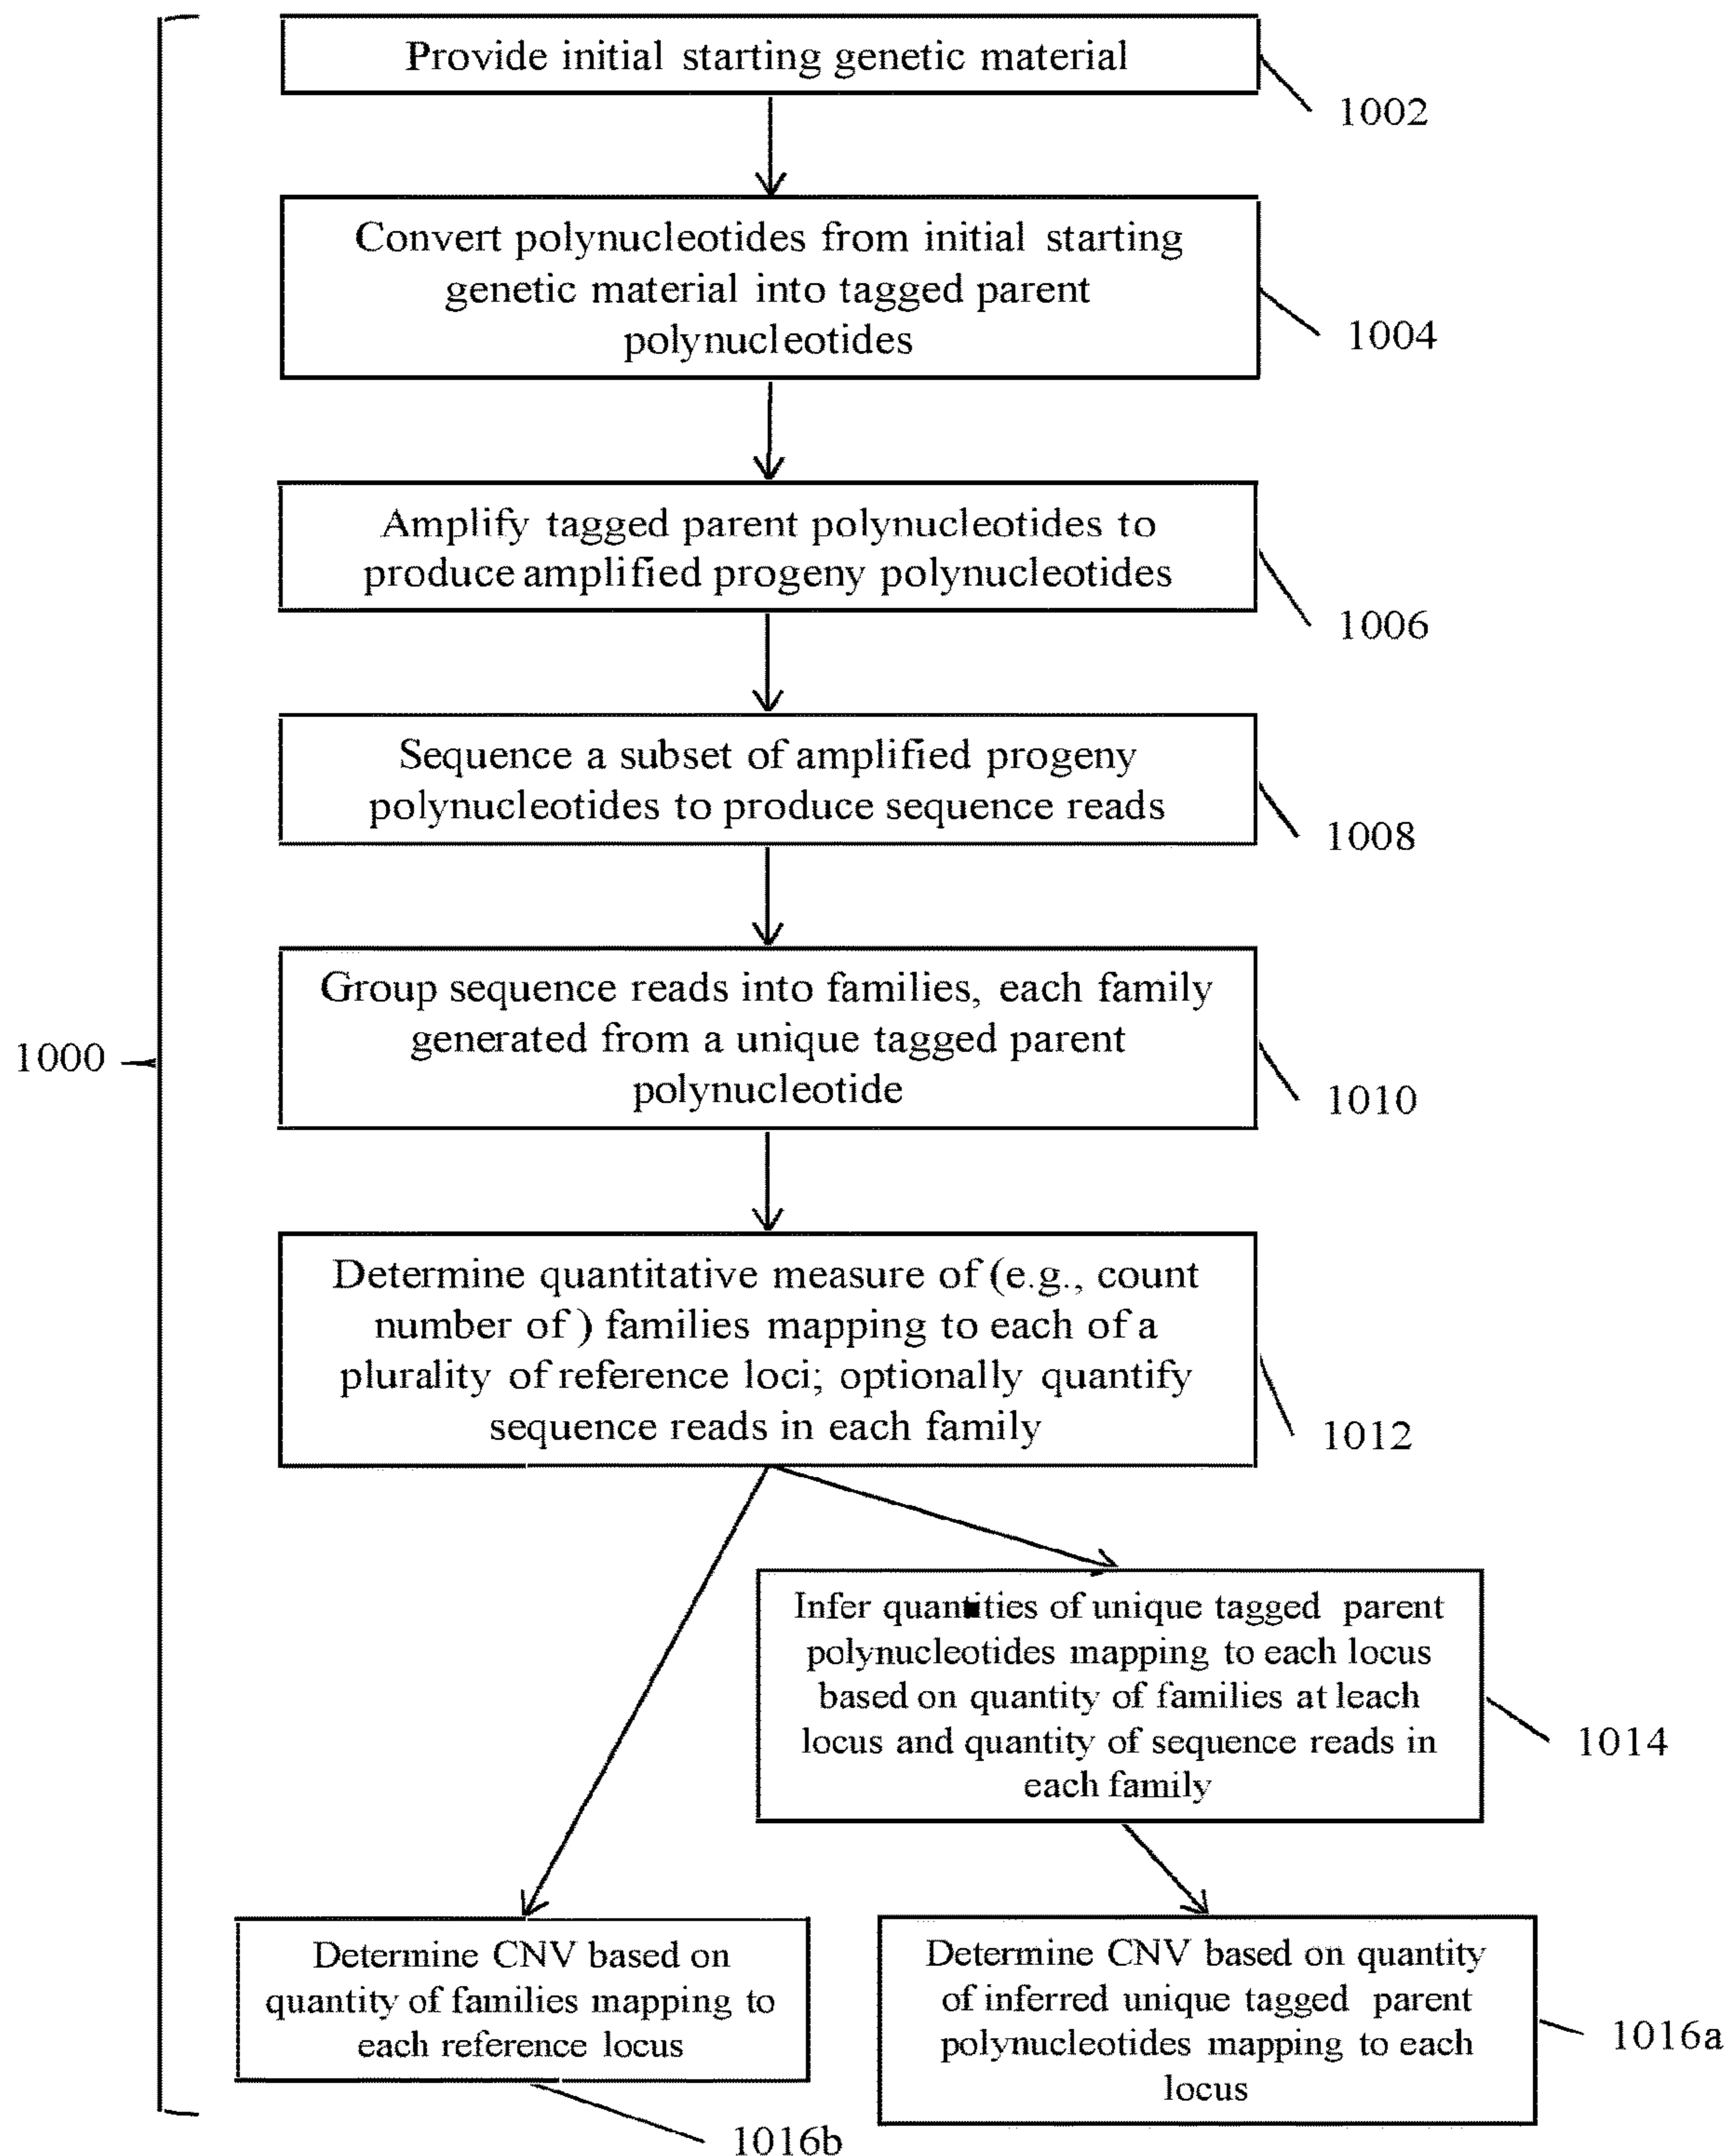 Provide initial starting genetic material
1002
Convert polynucleotides from initial starting
genetic material into tagged parent
polynucleotides
1004
Amplify tagged parent polynucleotides to
produce amplified progeny polynucleotides
1006
Sequence a subset of amplified progeny
polynucleotides to produce sequence reads
1008
Group sequence reads into families, each family
generated from a unique tagged parent
polynucleotide
1000
1010
Determine quantitative measure of (e.g., count
number of ) families mapping to each of a
plurality of reference loci; optionally quantify
sequence reads in each family
1012
Infer quantities of unique tagged parent
polynucleotides mapping to each locus
based on quantity of families at leach
locus and quantity of sequence reads in
each family
1014
Determine CNV based on
quantity of families mapping to
each reference locus
1016b
Determine CNV based on quantity
of inferred unique tagged parent
polynucleotides mapping to each
locus
1016a